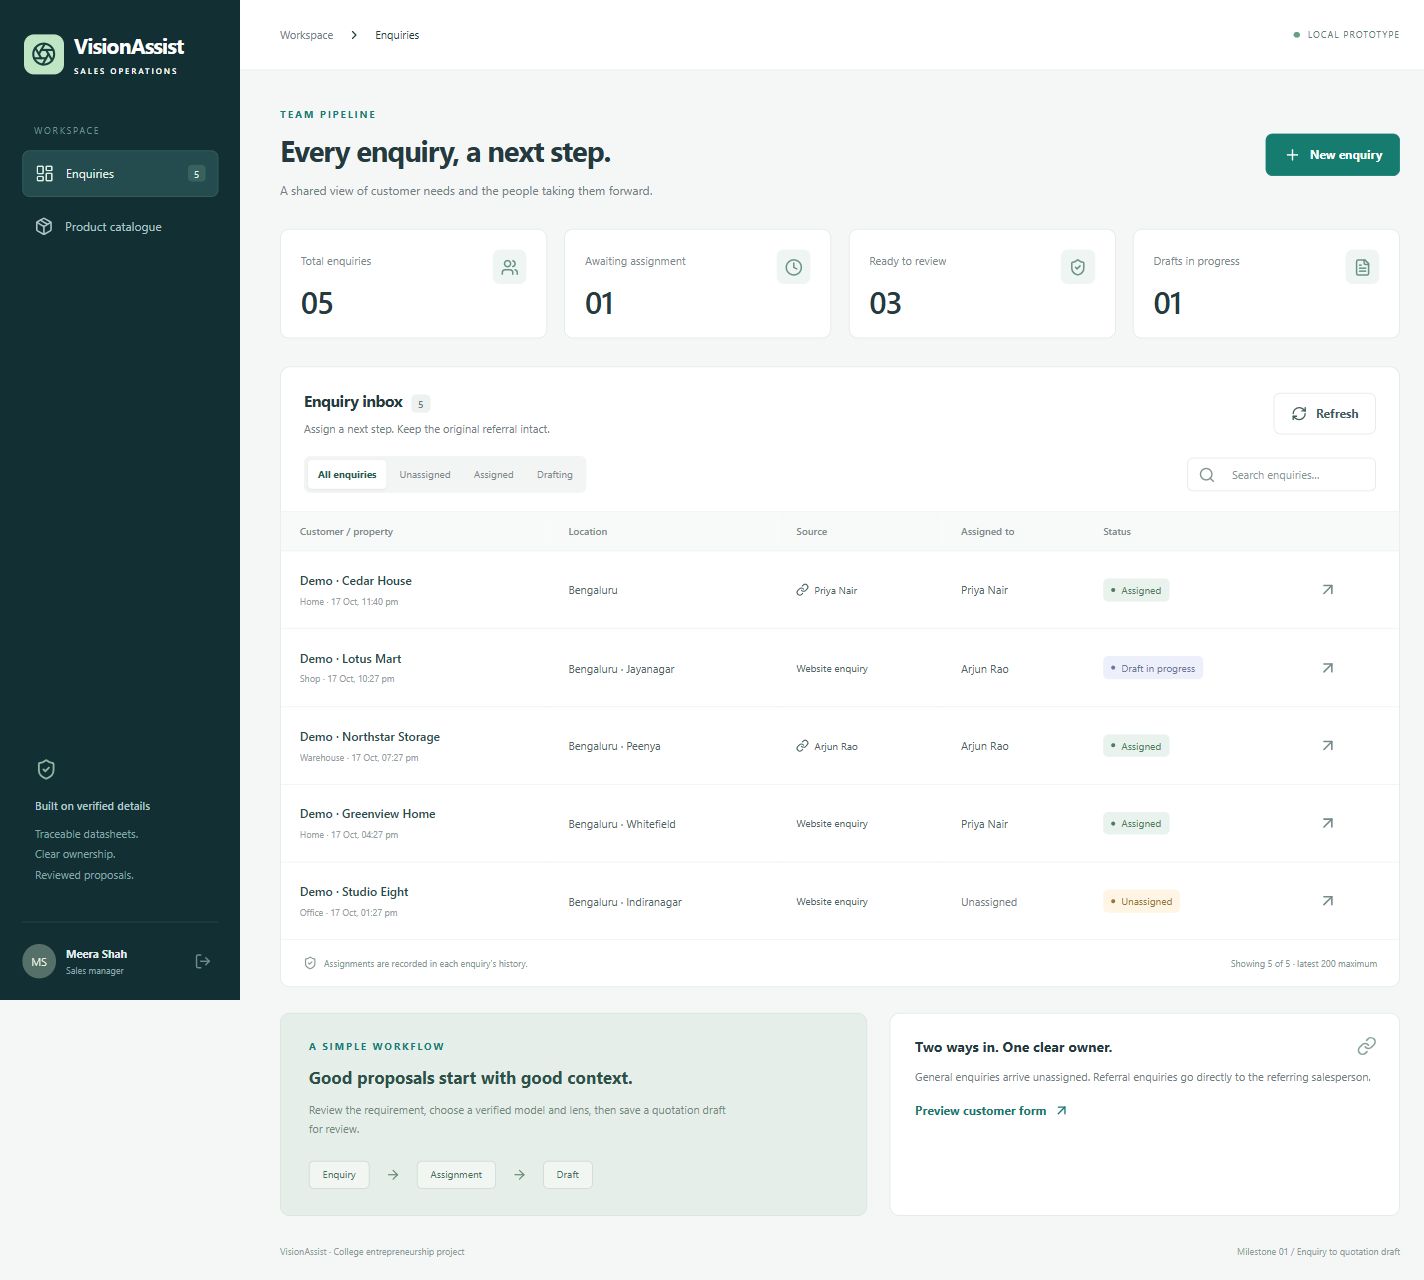 VisionAssist
SALES OPERATIONS
WORKSPACE
Enquiries 5
Product catalogue
Built on verified details
Traceable datasheets.
Clear ownership.
Reviewed proposals.
MS
Meera Shah
Sales manager
Workspace Enquiries
LOCAL PROTOTYPE
TEAM PIPELINE
Every enquiry, a next step.
A shared view of customer needs and the people taking them forward.
New enquiry
Total enquiries
05
Awaiting assignment
01
Ready to review
03
Drafts in progress
01
Enquiry inbox 5
Assign a next step. Keep the original referral intact.
Refresh
All enquiries Unassigned Assigned Drafting
Search enquiries...
Customer / property Location Source Assigned to Status
Demo · Cedar House
Home · 17 Oct, 11:40 pm
Bengaluru Priya Nair Priya Nair Assigned
Demo · Lotus Mart
Shop · 17 Oct, 10:27 pm
Bengaluru · Jayanagar Website enquiry Arjun Rao Draft in progress
Demo · Northstar Storage
Warehouse · 17 Oct, 07:27 pm
Bengaluru · Peenya Arjun Rao Arjun Rao Assigned
Demo · Greenview Home
Home · 17 Oct, 04:27 pm
Bengaluru · Whitefield Website enquiry Priya Nair Assigned
Demo · Studio Eight
Office · 17 Oct, 01:27 pm
Bengaluru · Indiranagar Website enquiry Unassigned Unassigned
Assignments are recorded in each enquiry's history.
Showing 5 of 5 · latest 200 maximum
A SIMPLE WORKFLOW
Good proposals start with good context.
Review the requirement, choose a verified model and lens, then save a quotation draft
for review.
Enquiry → Assignment → Draft
Two ways in. One clear owner.
General enquiries arrive unassigned. Referral enquiries go directly to the referring salesperson.
Preview customer form
VisionAssist · College entrepreneurship project
Milestone 01 / Enquiry to quotation draft